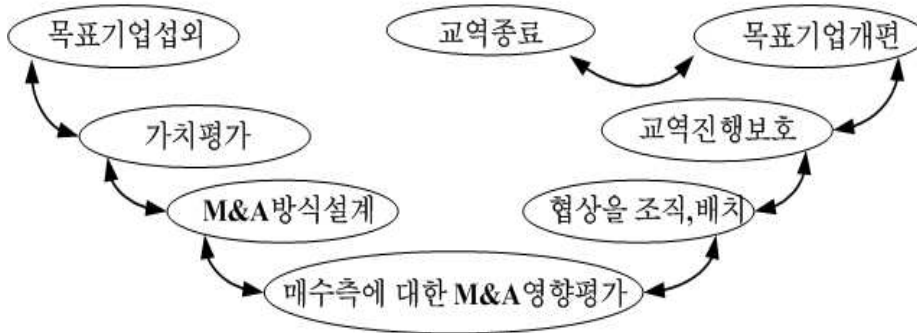 목표기업섭외
교역종료
목표기업개편
가치평가
교역진행보호
M&A방식설계
협상을 조직,배치
매수측에 대한 M&A영향평가